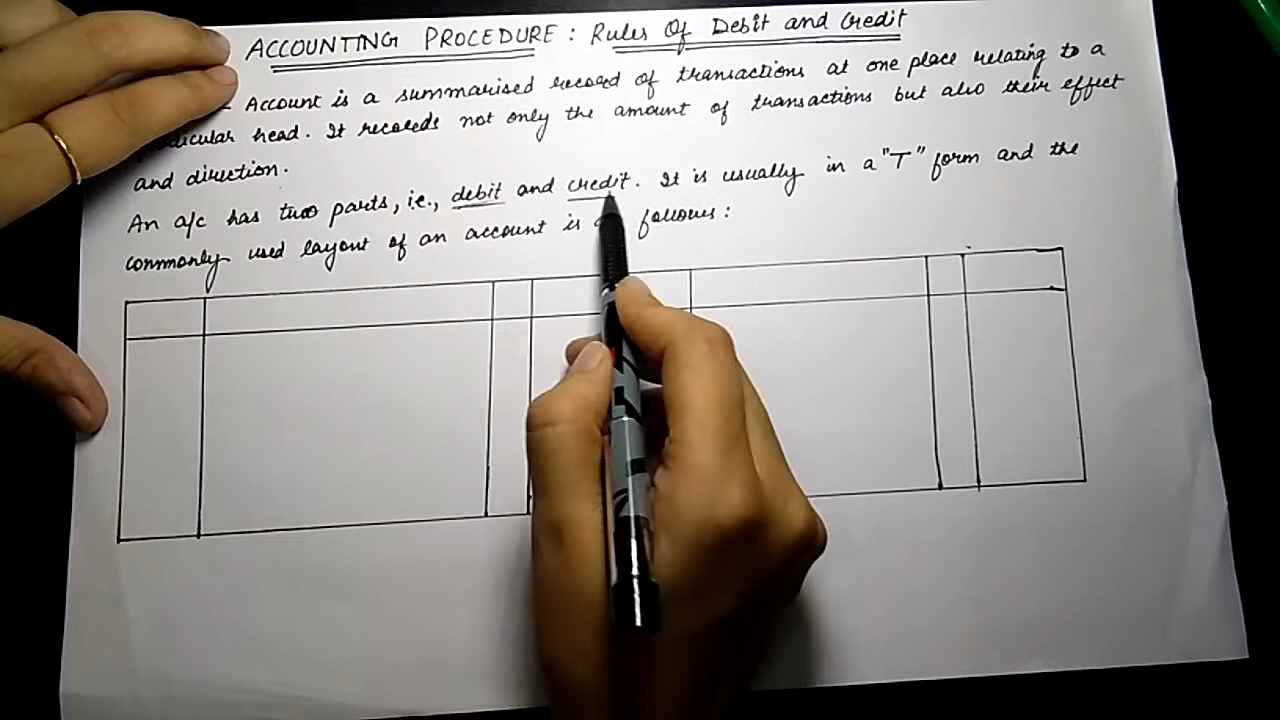 ACCOUNTING PROCEDURE : Rules Of Debit and Credit
Account is a summarised record of transactions at one place relating to a
particular head. It records not only the amount of transactions but also their effect
and direction.
An a/c has two parts, i.e., debit and credit. It is usually in a "T" form and the
commonly used layout of an account is as follows: